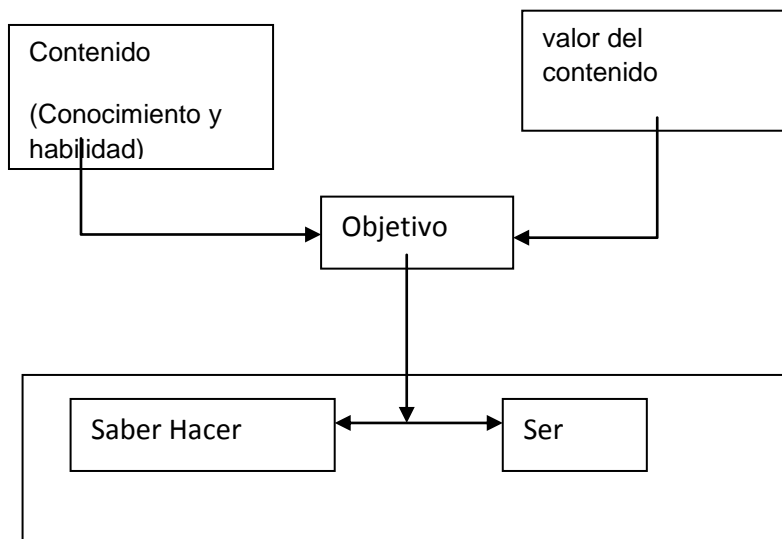 Contenido
(Conocimiento y
habilidad)
valor del
contenido
Objetivo
Saber Hacer
Ser